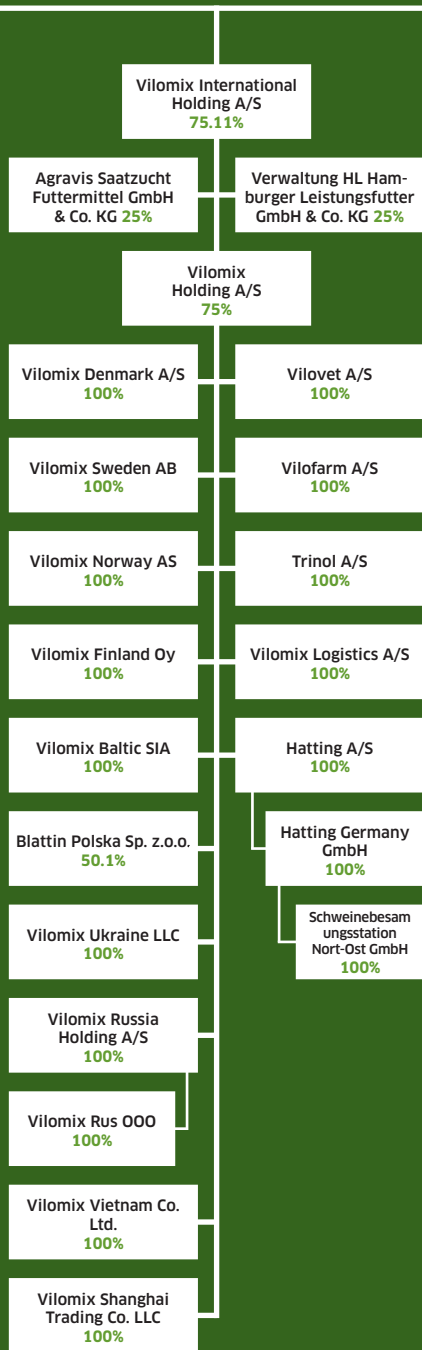 Vilomix International
Holding A/S
75.11%
Agravis Saatzucht
Futtermittel GmbH
& Co. KG 25%
Verwaltung HL Ham-
burger Leistungsfutter
GmbH & Co. KG 25%
Vilomix
Holding A/S
75%
Vilomix Denmark A/S
100%
Vilovet A/S
100%
Vilomix Sweden AB
100%
Vilofarm A/S
100%
Vilomix Norway AS
100%
Trinol A/S
100%
Vilomix Finland Oy
100%
Vilomix Logistics A/S
100%
Vilomix Baltic SIA
100%
Hatting A/S
100%
Blattin Polska Sp. z.o.o.
50.1%
Hatting Germany
GmbH
100%
Vilomix Ukraine LLC
100%
Schweinebesam
ungsstation
Nort-Ost GmbH
100%
Vilomix Russia
Holding A/S
100%
Vilomix Rus OOO
100%
Vilomix Vietnam Co.
Ltd.
100%
Vilomix Shanghai
Trading Co. LLC
100%